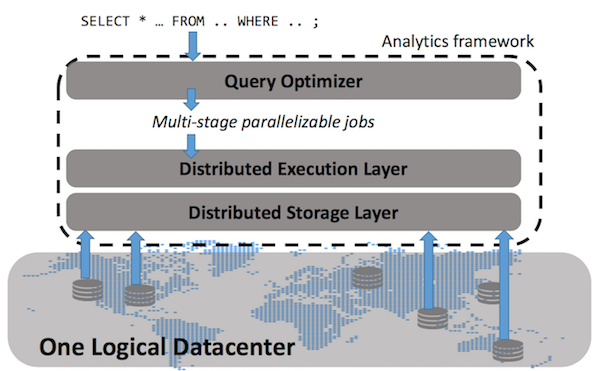 SELECT * … FROM .. WHERE .. ;
Analytics framework
Query Optimizer
Multi-stage parallelizable jobs
Distributed Execution Layer
Distributed Storage Layer
One Logical Datacenter